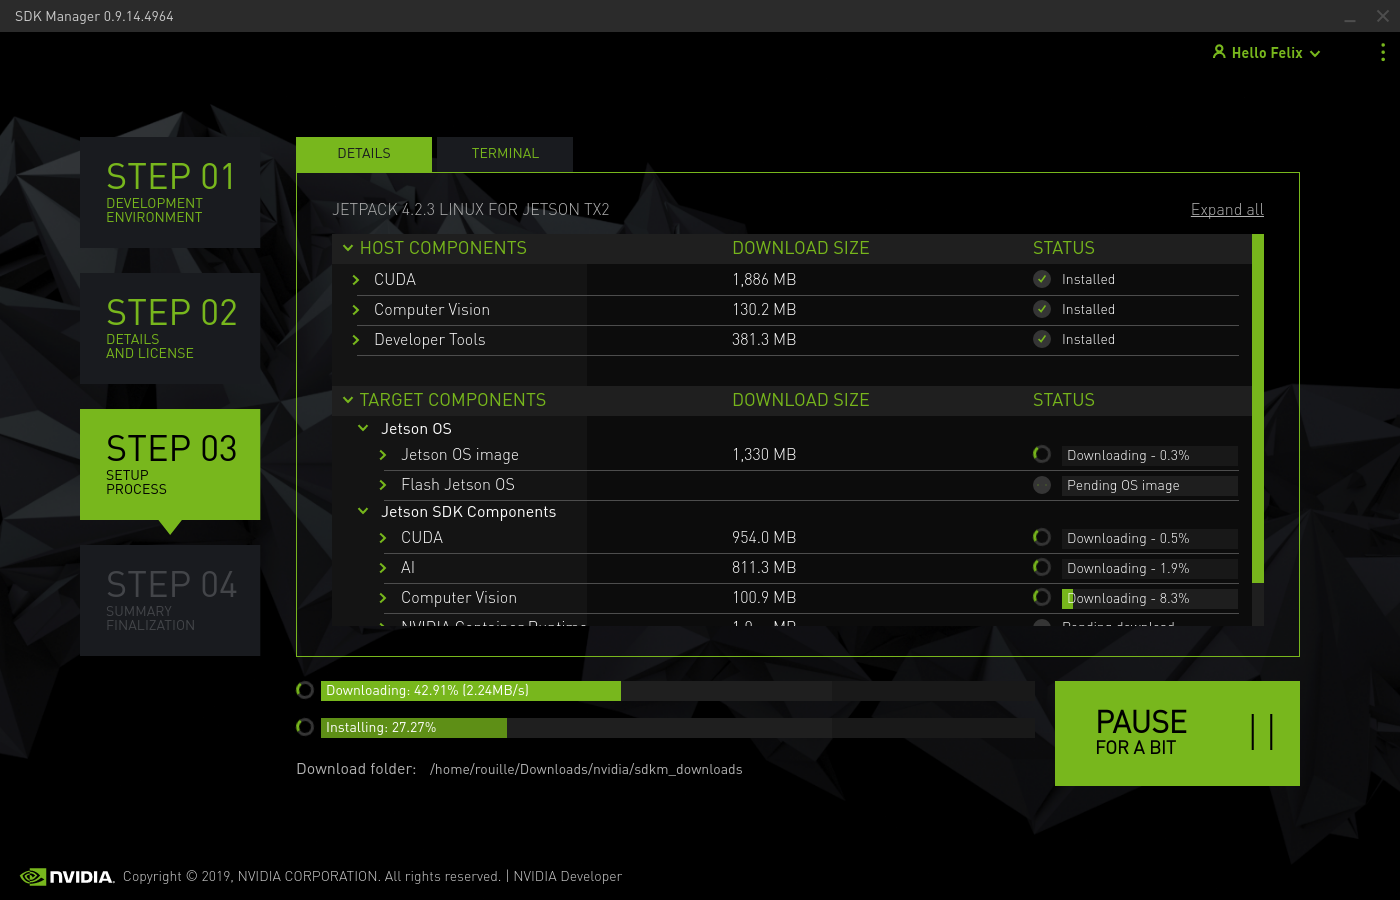 SDK Manager 0.9.14.4964
Hello Felix
STEP 01
DEVELOPMENT
ENVIRONMENT
STEP 02
DETAILS
AND LICENSE
STEP 03
SETUP
PROCESS
STEP 04
SUMMARY
FINALIZATION
DETAILS TERMINAL
JETPACK 4.2.3 LINUX FOR JETSON TX2 Expand all
HOST COMPONENTS DOWNLOAD SIZE STATUS
CUDA 1,886 MB Installed
Computer Vision 130.2 MB Installed
Developer Tools 381.3 MB Installed
TARGET COMPONENTS DOWNLOAD SIZE STATUS
Jetson OS
Jetson OS image 1,330 MB Downloading - 0.3%
Flash Jetson OS Pending OS image
Jetson SDK Components
CUDA 954.0 MB Downloading - 0.5%
AI 811.3 MB Downloading - 1.9%
Computer Vision 100.9 MB Downloading - 8.3%
NVIDIA Container Runtime MB Pending download
Downloading: 42.91% (2.24MB/s)
Installing: 27.27%
Download folder: /home/rouille/Downloads/nvidia/sdkm_downloads
PAUSE
FOR A BIT
NVIDIA. Copyright © 2019, NVIDIA CORPORATION. All rights reserved. | NVIDIA Developer